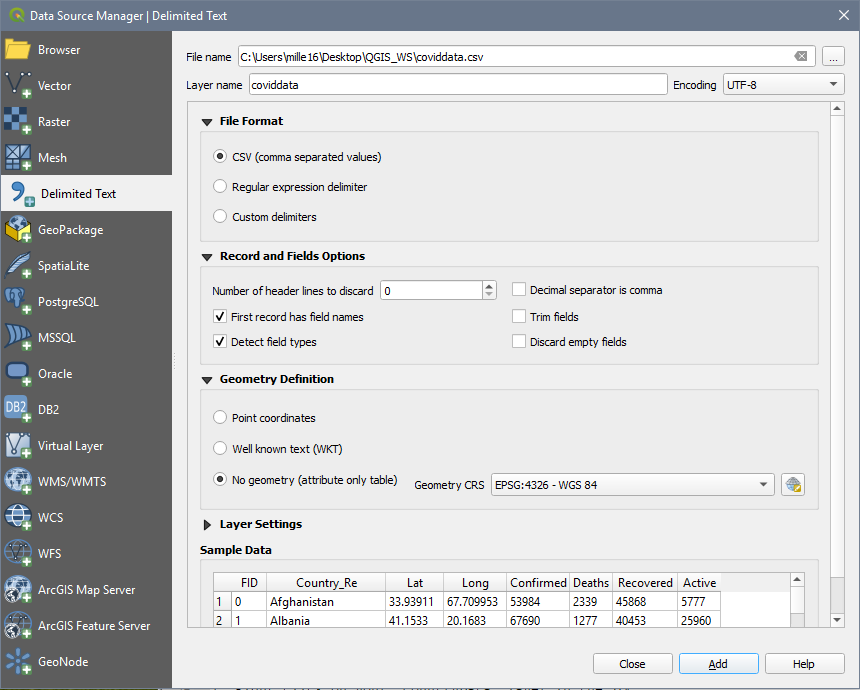 Data Source Manager | Delimited Text
Browser
Vector
Raster
Mesh
Delimited Text
GeoPackage
SpatiaLite
PostgreSQL
MSSQL
Oracle
DB2
DB2
Virtual Layer
WMS/WMTS
WCS
WFS
ArcGIS Map Server
ArcGIS Feature Server
GeoNode
File name C:\Users\mille16\Desktop\QGIS_WS\coviddata.csv ...
Layer name coviddata Encoding UTF-8
File Format
CSV (comma separated values)
Regular expression delimiter
Custom delimiters
Record and Fields Options
Number of header lines to discard 0 Decimal separator is comma
First record has field names Trim fields
Detect field types Discard empty fields
Geometry Definition
Point coordinates
Well known text (WKT)
No geometry (attribute only table) Geometry CRS EPSG:4326 - WGS 84
Layer Settings
Sample Data
FID Country_Re Lat Long Confirmed Deaths Recovered Active
1 0 Afghanistan 33.93911 67.709953 53984 2339 45868 5777
2 1 Albania 41.1533 20.1683 67690 1277 40453 25960
Close Add Help